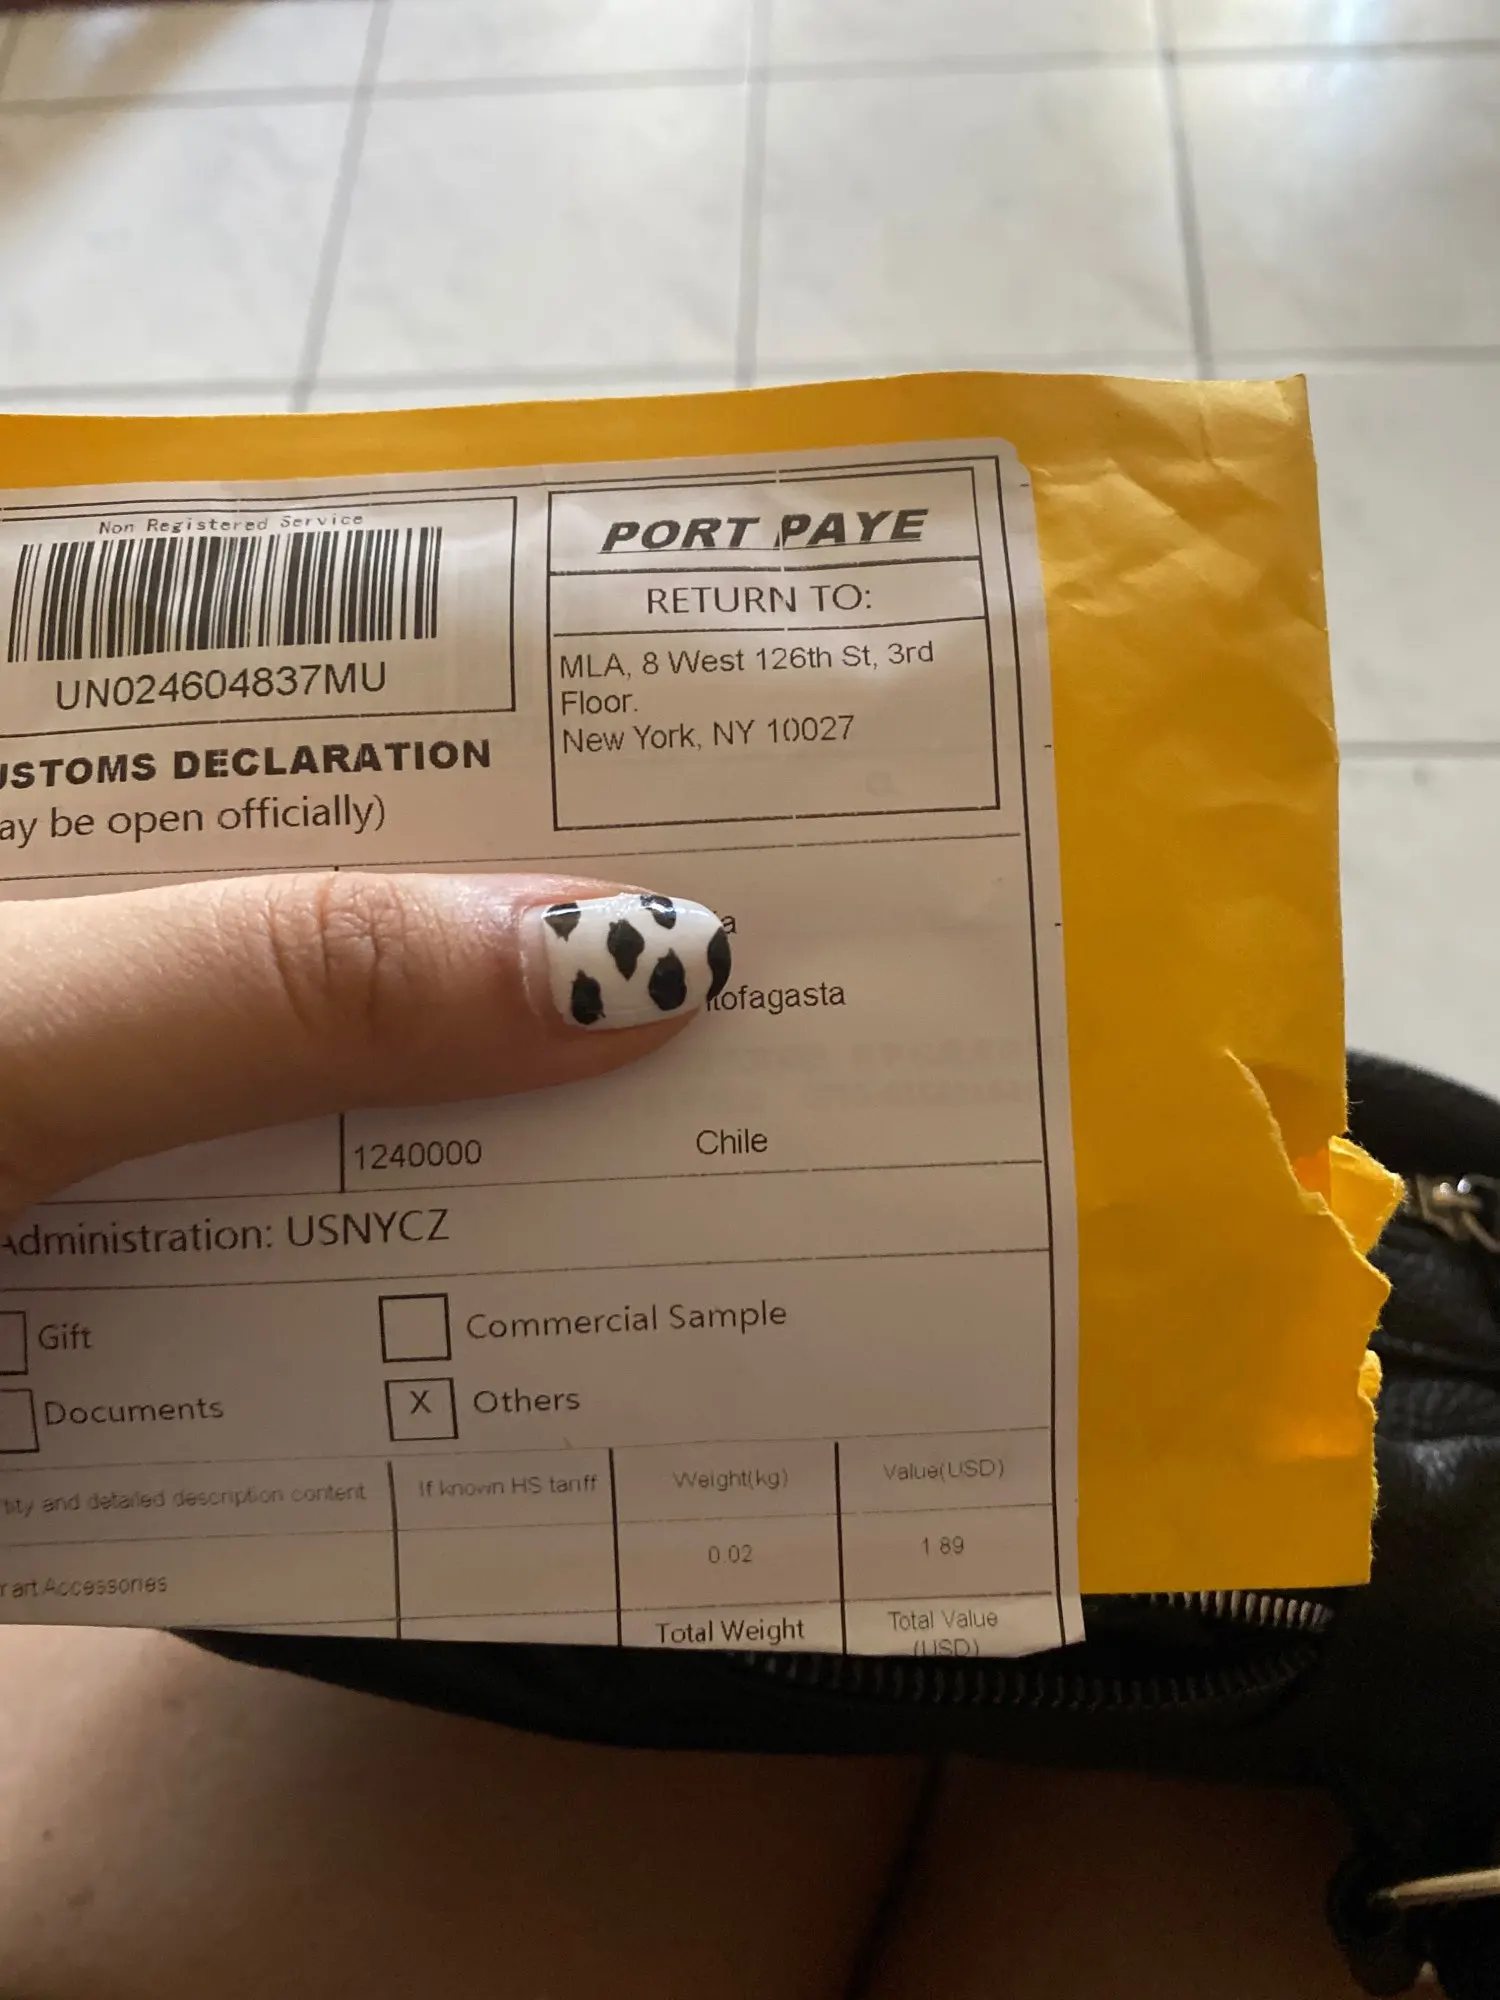 Non Registered Service
UN024604837MU
PORT PAYE
RETURN TO:
MLA, 8 West 126th St, 3rd
Floor.
New York, NY 10027
USTOMS DECLARATION
ay be open officially)
a
tofagasta
1240000 Chile
Administration: USNYCZ
Gift Commercial Sample
Documents X Others
tity and detailed description content If known HS tariff Weight(kg) Value(USD)
r art Accessories 0.02 1.89
Total Weight Total Value
(USD)